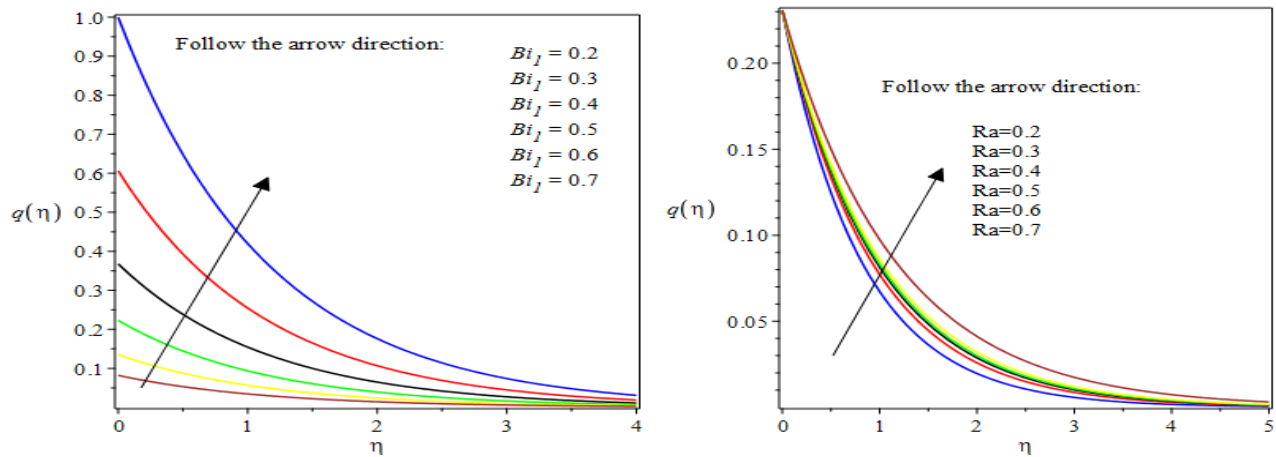 1.0
0.9
0.8
0.7
0.6
0.5
0.4
0.3
0.2
0.1
q(η)
Follow the arrow direction:
Bi₁ = 0.2
Bi₁ = 0.3
Bi₁ = 0.4
Bi₁ = 0.5
Bi₁ = 0.6
Bi₁ = 0.7
0 1 2 3 4
η
0.20
0.15
0.10
0.05
q(η)
Follow the arrow direction:
Ra=0.2
Ra=0.3
Ra=0.4
Ra=0.5
Ra=0.6
Ra=0.7
0 1 2 3 4 5
η